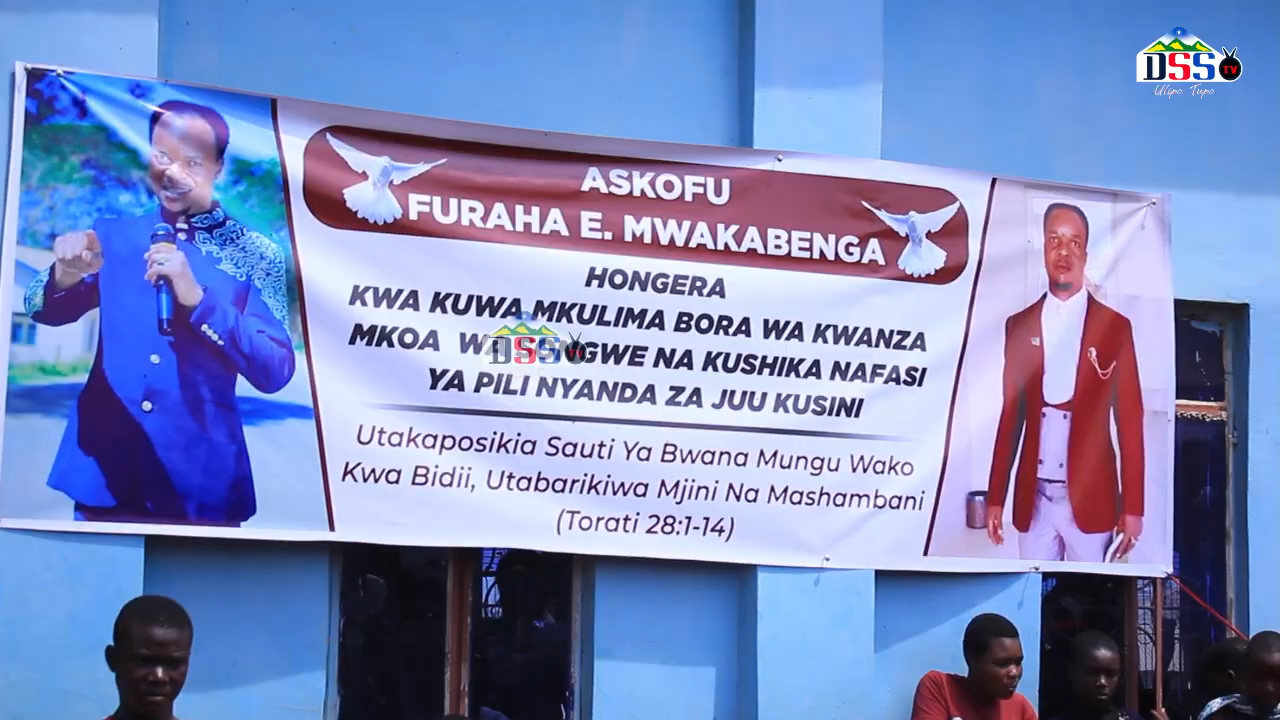 DSS TV
Ulipo Tupo
ASKOFU
FURAHA E. MWAKABENGA
HONGERA
KWA KUWA MKULIMA BORA WA KWANZA
MKOA NA KUSHIKA NAFASI
YA PILI NYANDA ZA JUU KUSINI
DSS TV
Utakaposikia Sauti Ya Bwana Mungu Wako
Kwa Bidii, Utabarikiwa Mjini Na Mashambani
(Torati 28:1-14)